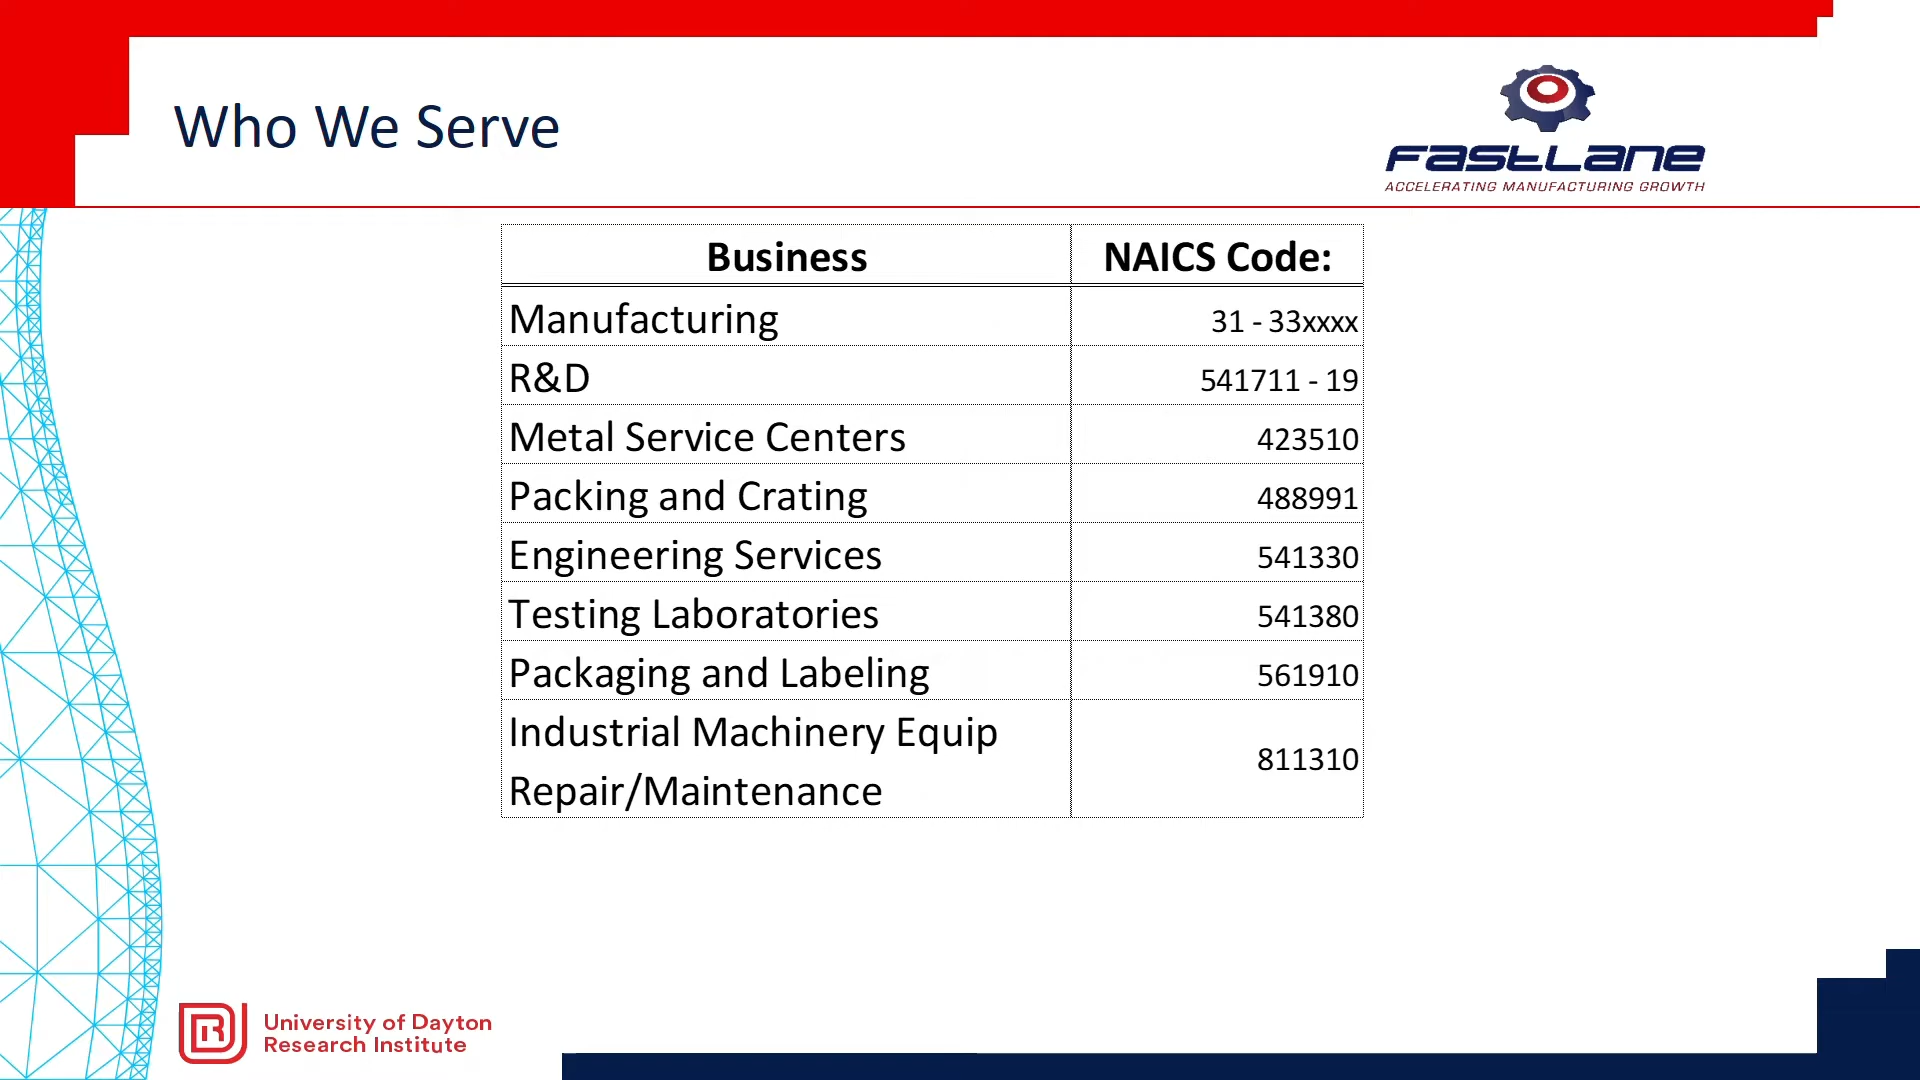 Who We Serve
FASTLANE
ACCELERATING MANUFACTURING GROWTH
Business NAICS Code:
Manufacturing 31 - 33xxxx
R&D 541711 - 19
Metal Service Centers 423510
Packing and Crating 488991
Engineering Services 541330
Testing Laboratories 541380
Packaging and Labeling 561910
Industrial Machinery Equip
Repair/Maintenance 811310
University of Dayton
Research Institute